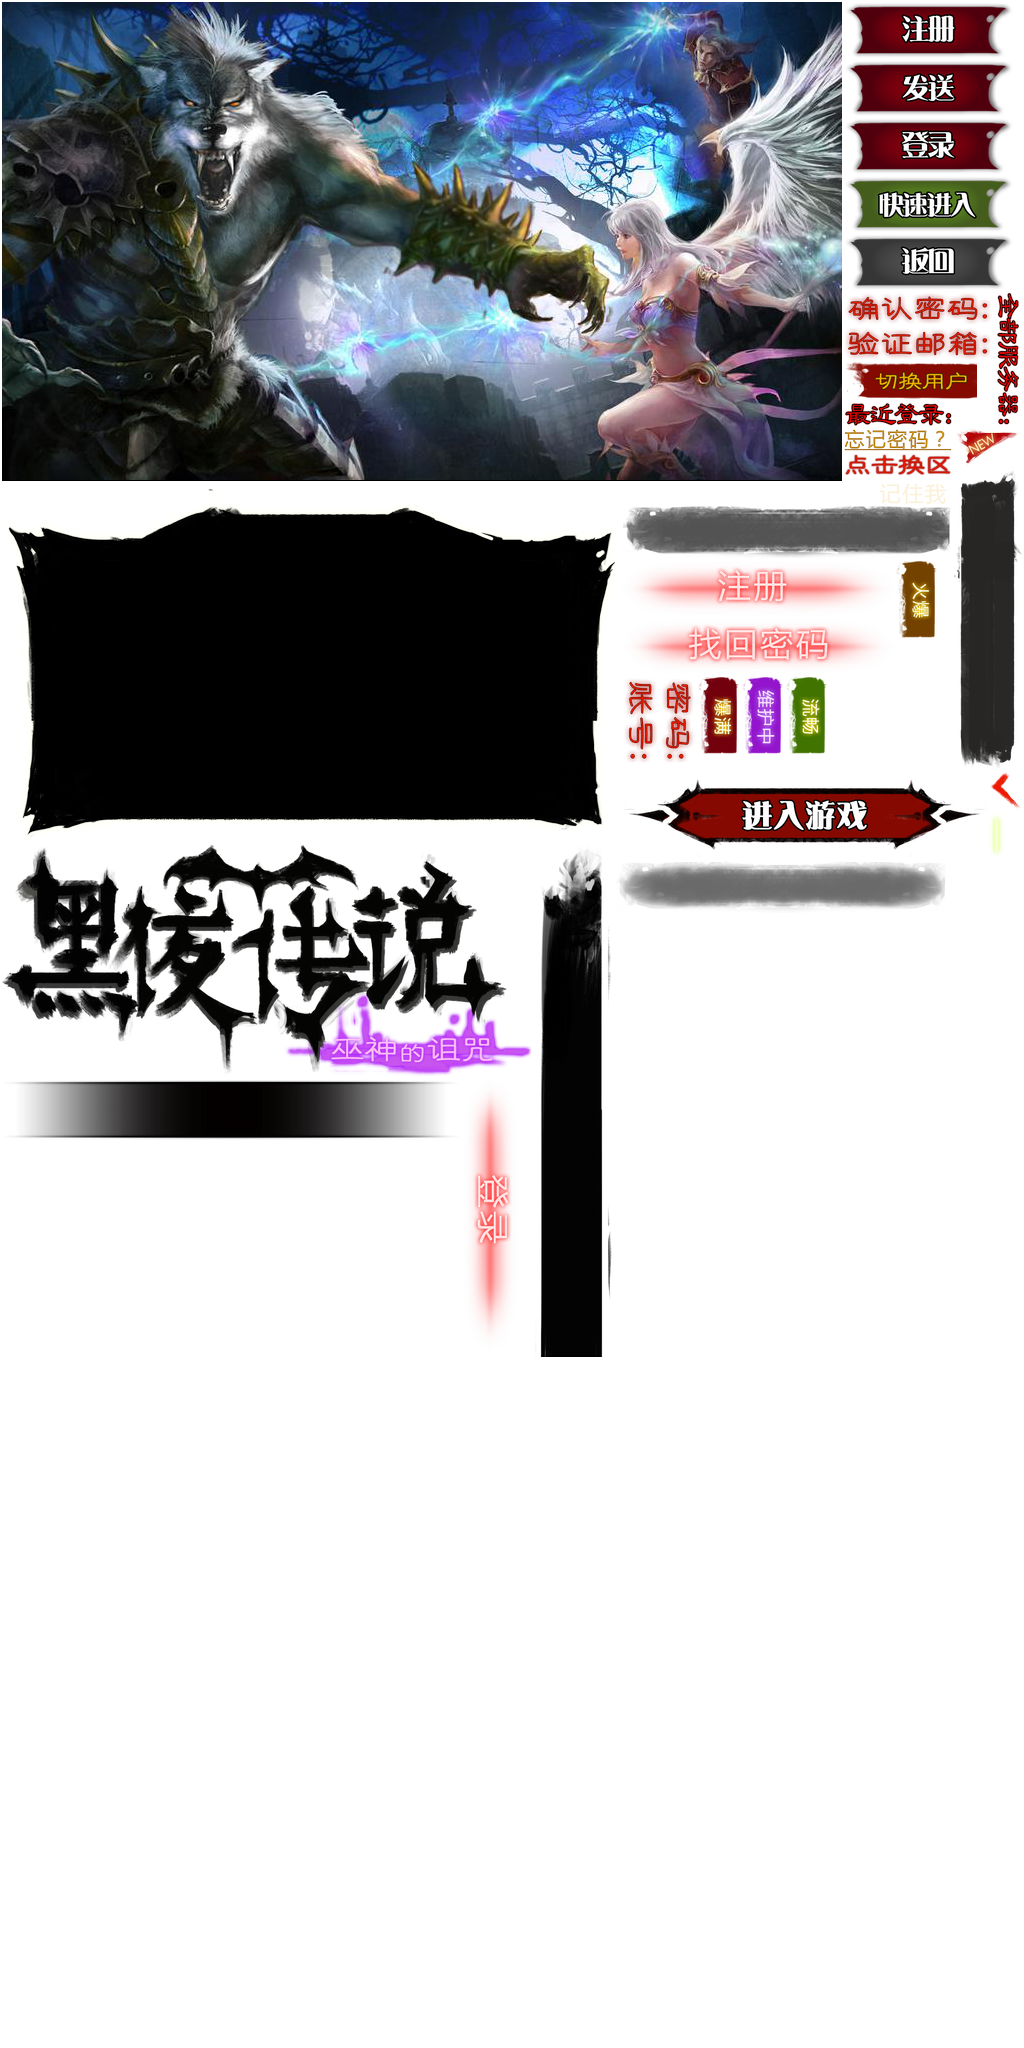 注册
发送
登录
快速进入
返回
确认密码:
全部服务器:
验证邮箱:
切换用户
最近登录:
忘记密码？
NEW
点击换区
记住我
注册
火爆
找回密码
账号:
密码:
爆满
维护中
流畅
进入游戏
黑侠传说
巫神的诅咒
登录